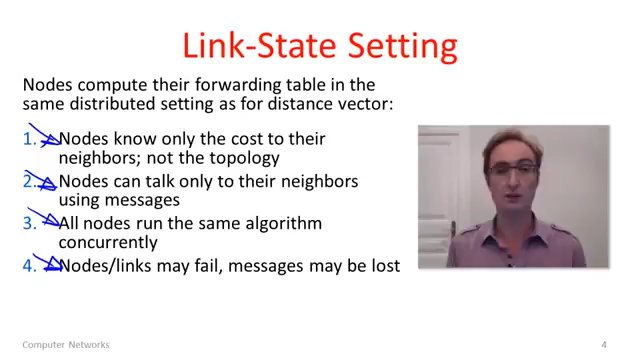 Link-State Setting
Nodes compute their forwarding table in the
same distributed setting as for distance vector:
1. Nodes know only the cost to their
neighbors; not the topology
2. Nodes can talk only to their neighbors
using messages
3. All nodes run the same algorithm
concurrently
4. Nodes/links may fail, messages may be lost
Computer Networks
4